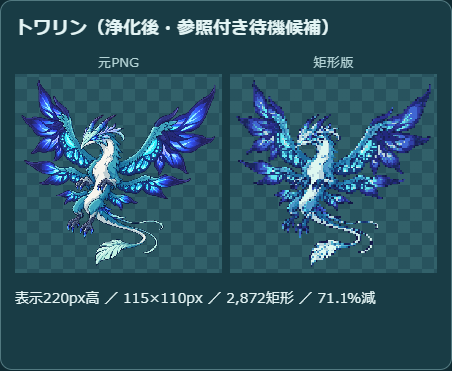 トワリン（浄化後・参照付き待機候補）
元PNG
矩形版
表示220px高 ／ 115×110px ／ 2,872矩形 ／ 71.1%減